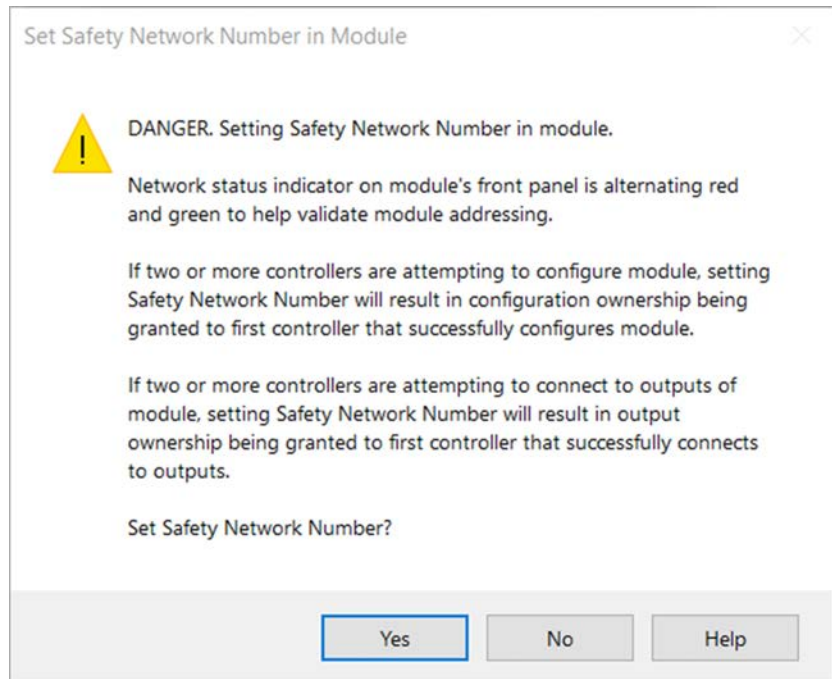 Set Safety Network Number in Module
DANGER. Setting Safety Network Number in module.
Network status indicator on module's front panel is alternating red
and green to help validate module addressing.
If two or more controllers are attempting to configure module, setting
Safety Network Number will result in configuration ownership being
granted to first controller that successfully configures module.
If two or more controllers are attempting to connect to outputs of
module, setting Safety Network Number will result in output
ownership being granted to first controller that successfully connects
to outputs.
Set Safety Network Number?
Yes No Help